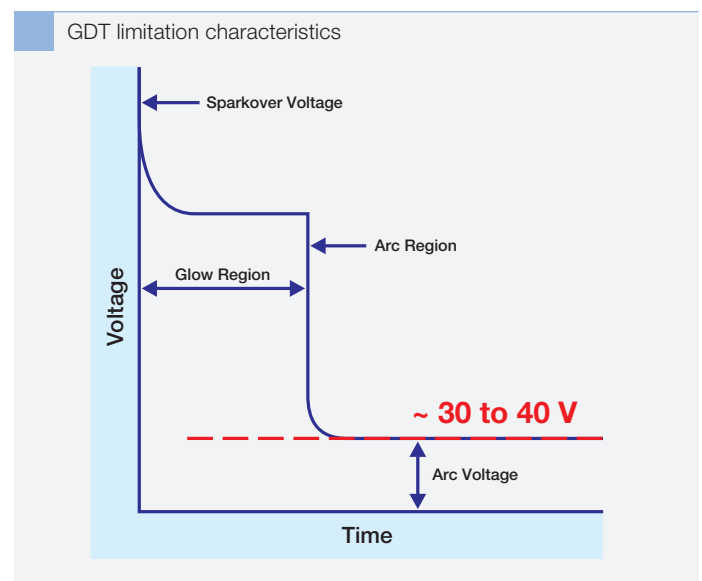 GDT limitation characteristics
Sparkover Voltage
Arc Region
Glow Region
Voltage
~ 30 to 40 V
Arc Voltage
Time